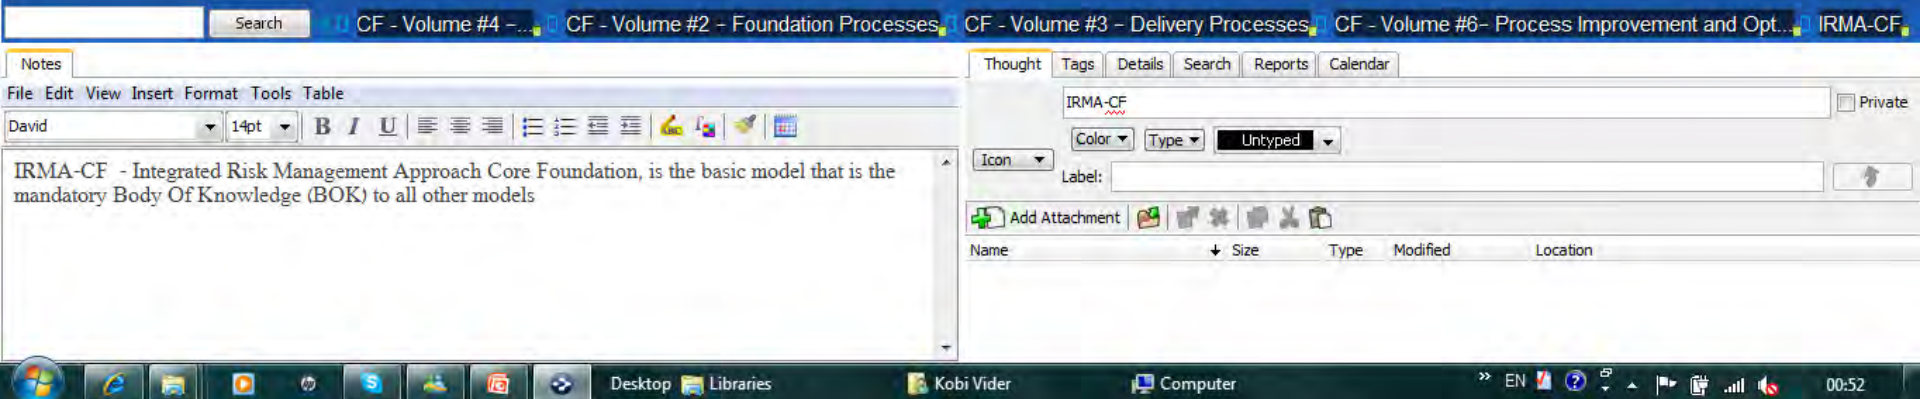 Search CF - Volume #4 –... CF - Volume #2 – Foundation Processes CF - Volume #3 – Delivery Processes CF - Volume #6– Process Improvement and Opt... IRMA-CF
Notes
File Edit View Insert Format Tools Table
David 14pt B I U
IRMA-CF - Integrated Risk Management Approach Core Foundation, is the basic model that is the
mandatory Body Of Knowledge (BOK) to all other models
Thought Tags Details Search Reports Calendar
IRMA-CF Private
Color Type Untyped
Icon
Label:
Add Attachment
Name Size Type Modified Location
Desktop Libraries Kobi Vider Computer » EN 00:52